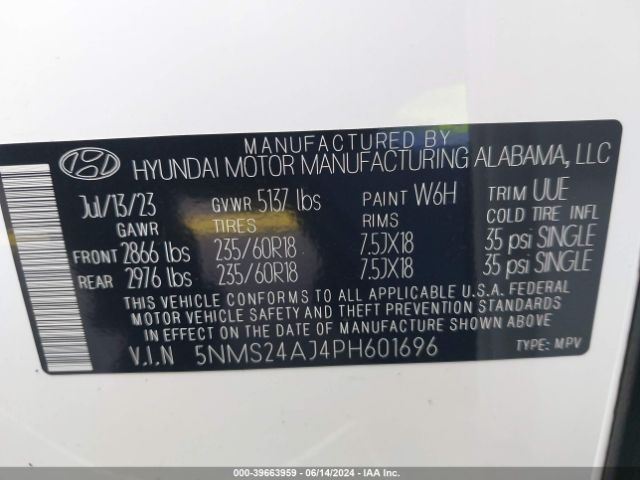 MANUFACTURED BY
HYUNDAI MOTOR MANUFACTURING ALABAMA, LLC
Jul/13/23 GVWR 5137 lbs PAINT W6H TRIM UUE
GAWR TIRES RIMS COLD TIRE INFL
FRONT 2866 lbs 235/60R18 7.5JX18 35 psi SINGLE
REAR 2976 lbs 235/60R18 7.5JX18 35 psi SINGLE
THIS VEHICLE CONFORMS TO ALL APPLICABLE U.S.A. FEDERAL
MOTOR VEHICLE SAFETY AND THEFT PREVENTION STANDARDS
IN EFFECT ON THE DATE OF MANUFACTURE SHOWN ABOVE.
V.I.N 5NMS24AJ4PH601696 TYPE: MPV
000-39663959 - 06/14/2024 - IAA Inc.